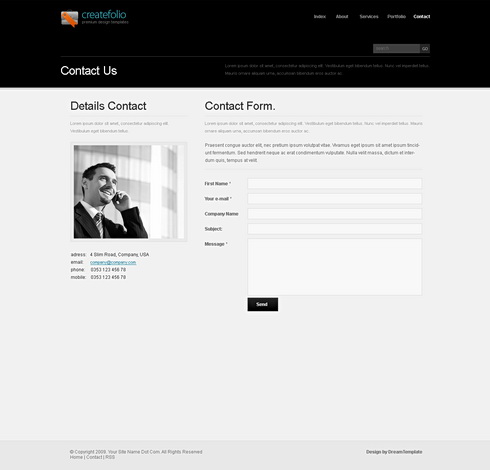 createfolio
premium design templates
Index About Services Portfolio Contact
search GO
Contact Us
Lorem ipsum dolor sit amet, consectetur adipiscing elit. Vestibulum eget bibendum tellus. Nunc vel imperdiet tellus.
Mauris ornare aliquam urna, accumsan bibendum eros auctor ac.
Details Contact
Lorem ipsum dolor sit amet, consectetur adipiscing elit.
Vestibulum eget bibendum tellus.
adress: 4 Slim Road, Company, USA
email: company@company.com
phone: 0353 123 456 78
mobile: 0353 123 456 78
Contact Form.
Lorem ipsum dolor sit amet, consectetur adipiscing elit. Vestibulum eget bibendum tellus. Nunc vel imperdiet tellus. Mauris
ornare aliquam urna, accumsan bibendum eros auctor ac.
Praesent congue auctor elit, nec pretium ipsum volutpat vitae. Vivamus eget ipsum sit amet ipsum tincid-
unt fermentum. Sed hendrerit neque ac erat condimentum vulputate. Nulla velit massa, dictum at inter-
dum quis, tempus at velit.
First Name *
Your e-mail *
Company Name
Subject:
Message *
Send
© Copyright 2009. Your Site Name Dot Com. All Rights Reserved.
Home | Contact | RSS
Design by DreamTemplate